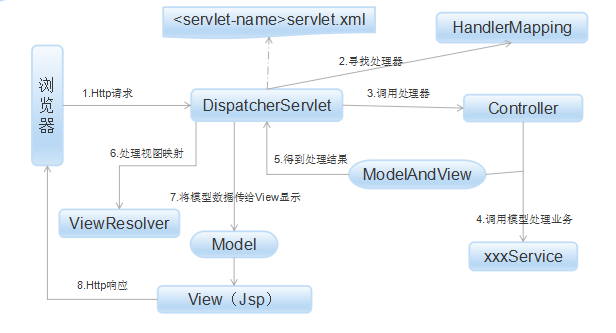 <servlet-name>servlet.xml
HandlerMapping
2.寻找处理器
浏览器
1.Http请求
DispatcherServlet
3.调用处理器
Controller
6.处理视图映射
5.得到处理结果
ModelAndView
7.将模型数据传给View显示
ViewResolver
4.调用模型处理业务
Model
xxxService
8.Http响应
View（Jsp）